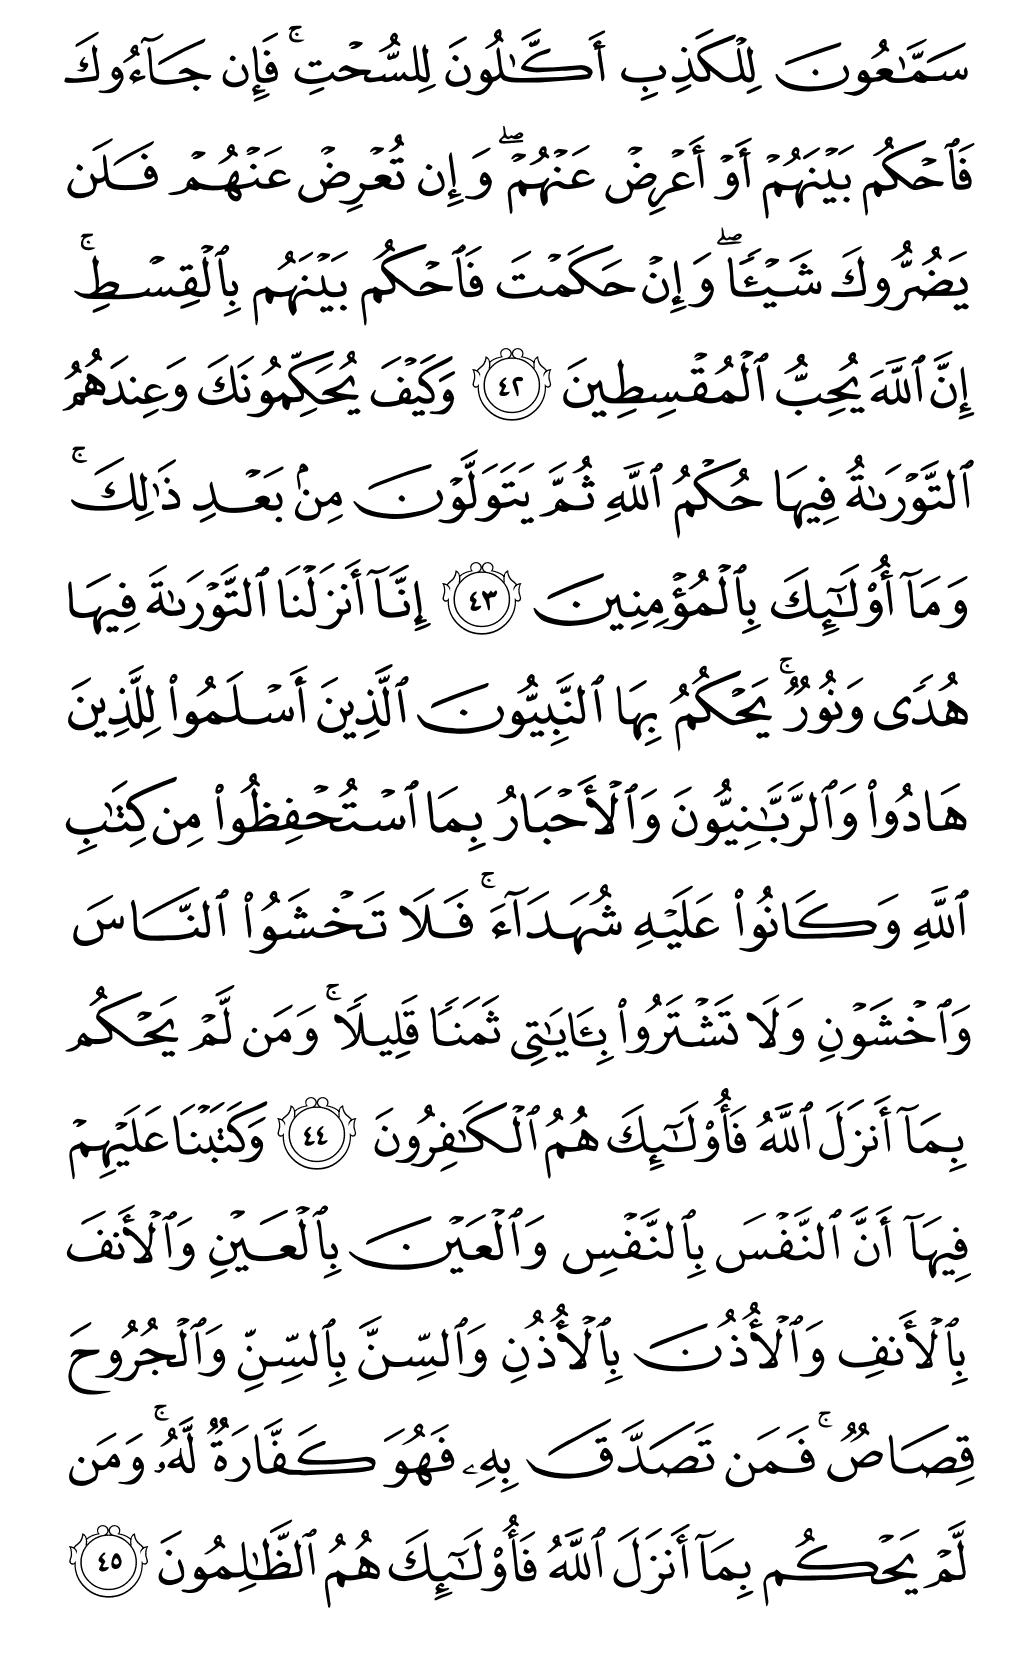 سَمَّٰعُونَ لِلۡكَذِبِ أَكَّٰلُونَ لِلسُّحۡتِۚ فَإِن جَآءُوكَ
فَٱحۡكُم بَيۡنَهُمۡ أَوۡ أَعۡرِضۡ عَنۡهُمۡۖ وَإِن تُعۡرِضۡ عَنۡهُمۡ فَلَن
يَضُرُّوكَ شَيۡـٔٗاۖ وَإِنۡ حَكَمۡتَ فَٱحۡكُم بَيۡنَهُم بِٱلۡقِسۡطِۚ
إِنَّ ٱللَّهَ يُحِبُّ ٱلۡمُقۡسِطِينَ ٤٢ وَكَيۡفَ يُحَكِّمُونَكَ وَعِندَهُمُ
ٱلتَّوۡرَىٰةُ فِيهَا حُكۡمُ ٱللَّهِ ثُمَّ يَتَوَلَّوۡنَ مِنۢ بَعۡدِ ذَٰلِكَۚ
وَمَآ أُوْلَٰٓئِكَ بِٱلۡمُؤۡمِنِينَ ٤٣ إِنَّآ أَنزَلۡنَا ٱلتَّوۡرَىٰةَ فِيهَا
هُدٗى وَنُورٞۚ يَحۡكُمُ بِهَا ٱلنَّبِيُّونَ ٱلَّذِينَ أَسۡلَمُواْ لِلَّذِينَ
هَادُواْ وَٱلرَّبَّٰنِيُّونَ وَٱلۡأَحۡبَارُ بِمَا ٱسۡتُحۡفِظُواْ مِن كِتَٰبِ
ٱللَّهِ وَكَانُواْ عَلَيۡهِ شُهَدَآءَۚ فَلَا تَخۡشَوُاْ ٱلنَّاسَ
وَٱخۡشَوۡنِ وَلَا تَشۡتَرُواْ بِـَٔايَٰتِي ثَمَنٗا قَلِيلٗاۚ وَمَن لَّمۡ يَحۡكُم
بِمَآ أَنزَلَ ٱللَّهُ فَأُوْلَٰٓئِكَ هُمُ ٱلۡكَٰفِرُونَ ٤٤ وَكَتَبۡنَا عَلَيۡهِمۡ
فِيهَآ أَنَّ ٱلنَّفۡسَ بِٱلنَّفۡسِ وَٱلۡعَيۡنَ بِٱلۡعَيۡنِ وَٱلۡأَنفَ
بِٱلۡأَنفِ وَٱلۡأُذُنَ بِٱلۡأُذُنِ وَٱلسِّنَّ بِٱلسِّنِّ وَٱلۡجُرُوحَ
قِصَاصٞۚ فَمَن تَصَدَّقَ بِهِۦ فَهُوَ كَفَّارَةٞ لَّهُۥۚ وَمَن
لَّمۡ يَحۡكُم بِمَآ أَنزَلَ ٱللَّهُ فَأُوْلَٰٓئِكَ هُمُ ٱلظَّٰلِمُونَ ٤٥